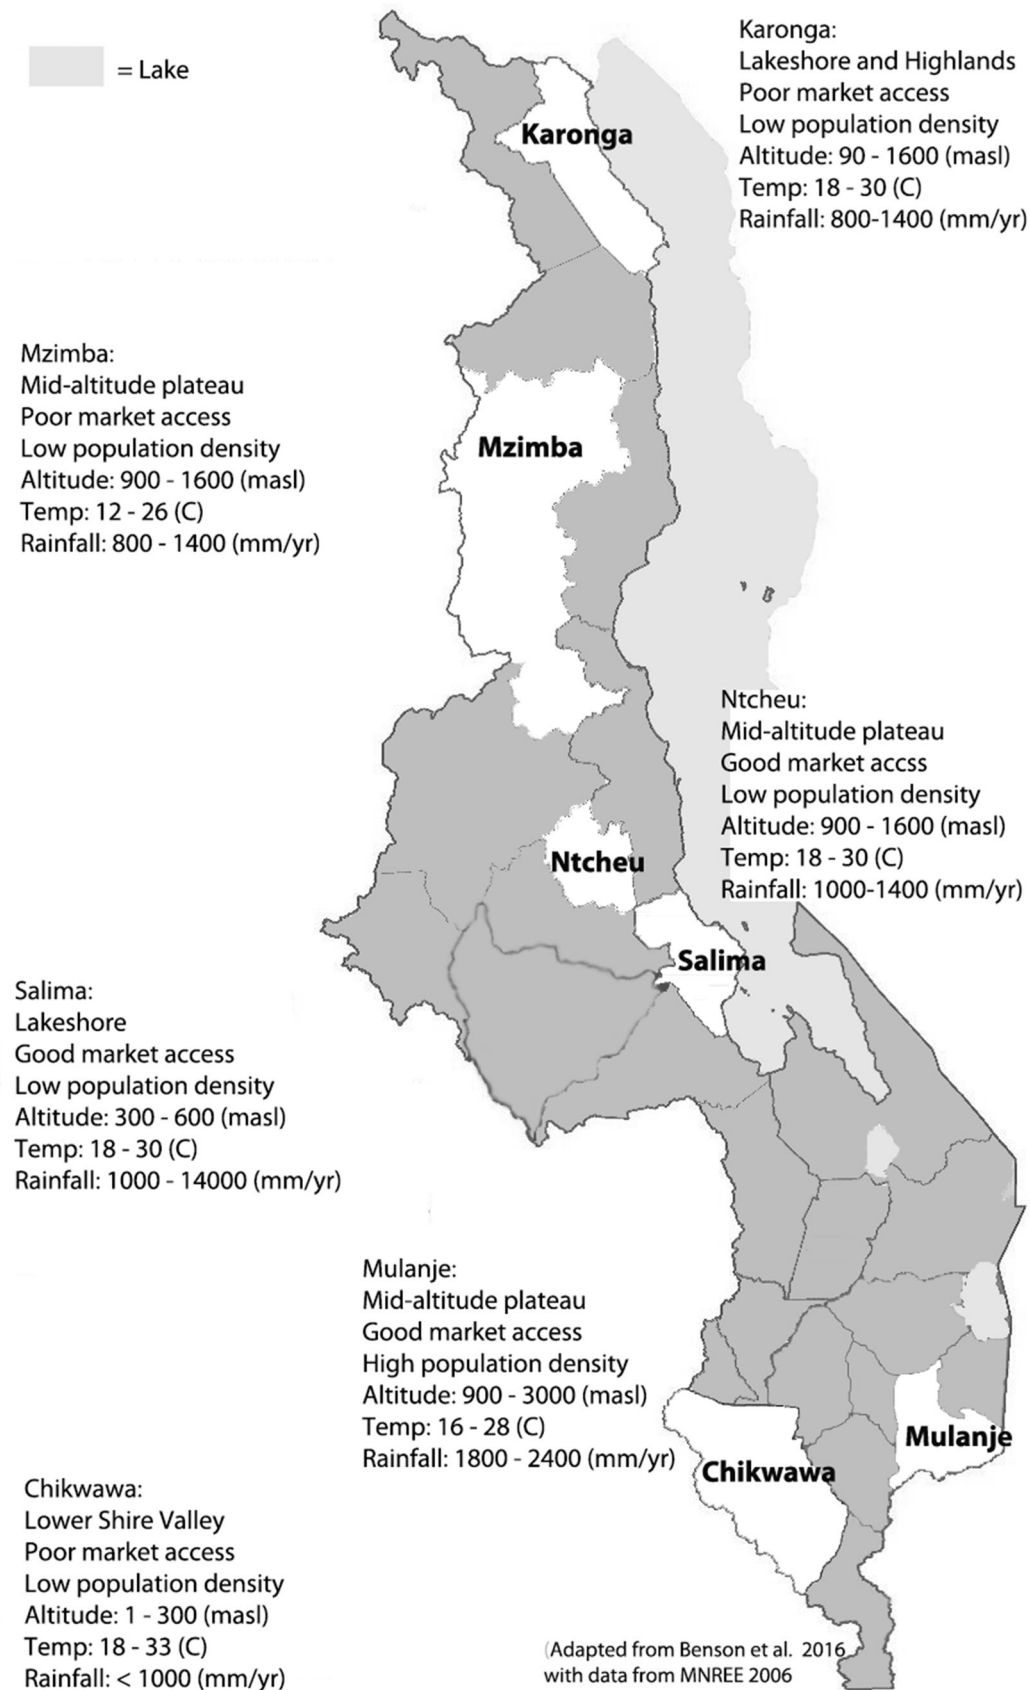 = Lake
Karonga:
Lakeshore and Highlands
Poor market access
Low population density
Altitude: 90 - 1600 (masl)
Temp: 18 - 30 (C)
Rainfall: 800-1400 (mm/yr)
Karonga
Mzimba:
Mid-altitude plateau
Poor market access
Low population density
Altitude: 900 - 1600 (masl)
Temp: 12 - 26 (C)
Rainfall: 800 - 1400 (mm/yr)
Mzimba
Ntcheu:
Mid-altitude plateau
Good market accss
Low population density
Altitude: 900 - 1600 (masl)
Temp: 18 - 30 (C)
Rainfall: 1000-1400 (mm/yr)
Ntcheu
Salima
Salima:
Lakeshore
Good market access
Low population density
Altitude: 300 - 600 (masl)
Temp: 18 - 30 (C)
Rainfall: 1000 - 14000 (mm/yr)
Mulanje:
Mid-altitude plateau
Good market access
High population density
Altitude: 900 - 3000 (masl)
Temp: 16 - 28 (C)
Rainfall: 1800 - 2400 (mm/yr)
Mulanje
Chikwawa
Chikwawa:
Lower Shire Valley
Poor market access
Low population density
Altitude: 1 - 300 (masl)
Temp: 18 - 33 (C)
Rainfall: < 1000 (mm/yr)
(Adapted from Benson et al. 2016
with data from MNREE 2006